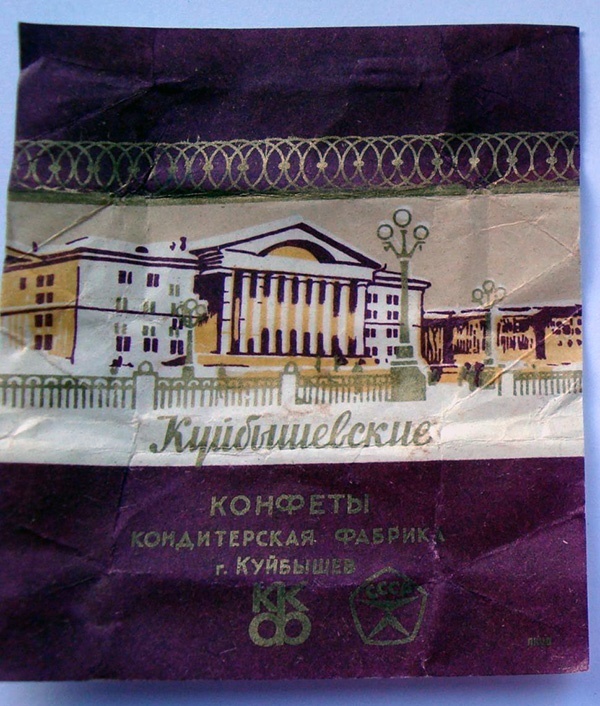 Куйбышевские
КОНФЕТЫ
КОНДИТЕРСКАЯ ФАБРИКА
г. КУЙБЫШЕВ
ККФ
СССР